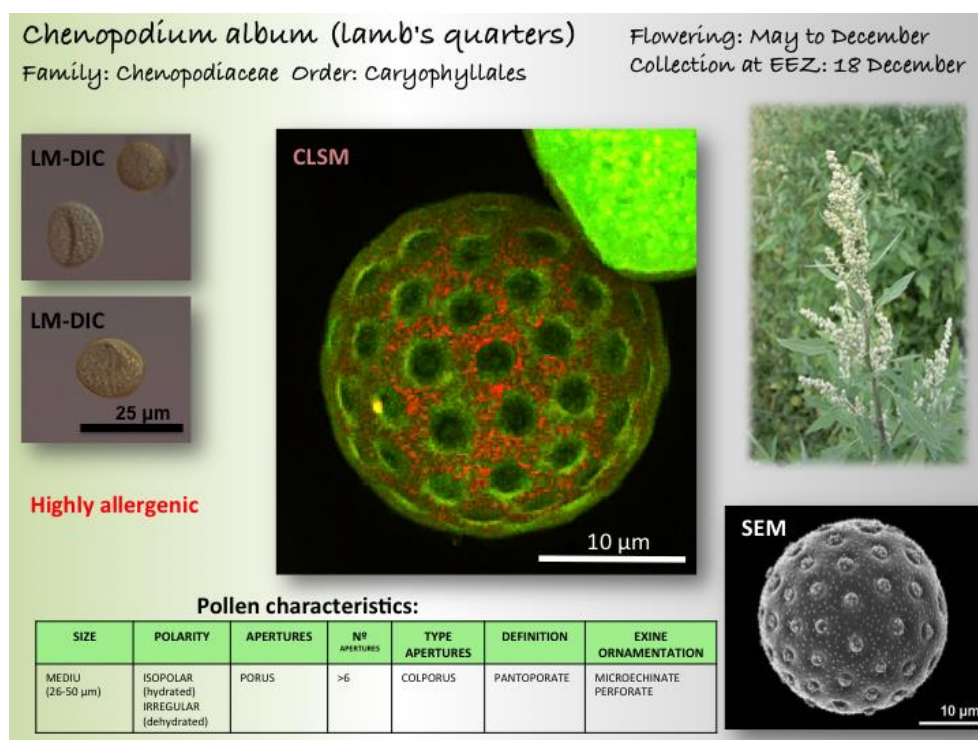 Chenopodium album (lamb's quarters)
Family: Chenopodiaceae Order: Caryophyllales
Flowering: May to December
Collection at EEZ: 18 December
LM-DIC
LM-DIC
25 µm
Highly allergenic
CLSM
10 µm
SEM
10 µm
Pollen characteristics:
SIZE
POLARITY
APERTURES
Nº
APERTURES
TYPE
APERTURES
DEFINITION
EXINE
ORNAMENTATION
MEDIU
(26-50 µm)
ISOPOLAR
(hydrated)
IRREGULAR
(dehydrated)
PORUS
>6
COLPORUS
PANTOPORATE
MICROECHINATE
PERFORATE